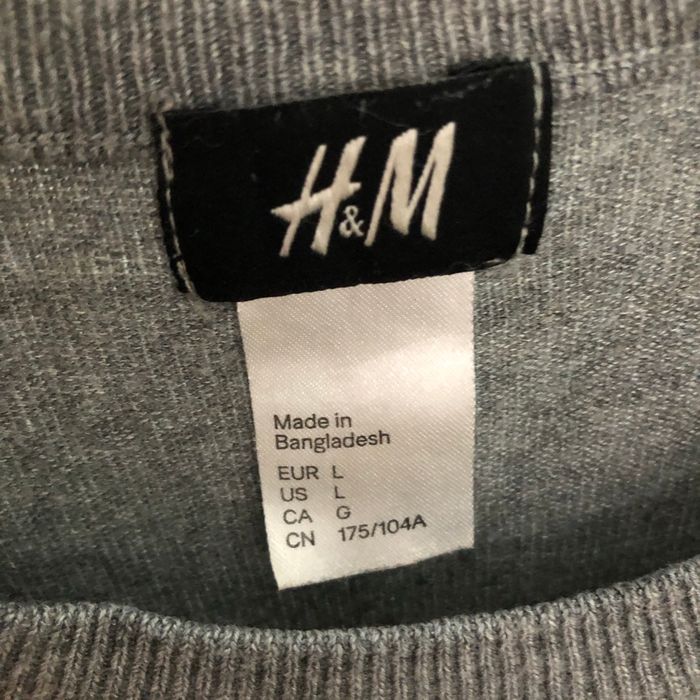 H&M
Made in
Bangladesh
EUR L
US L
CA G
CN 175/104A